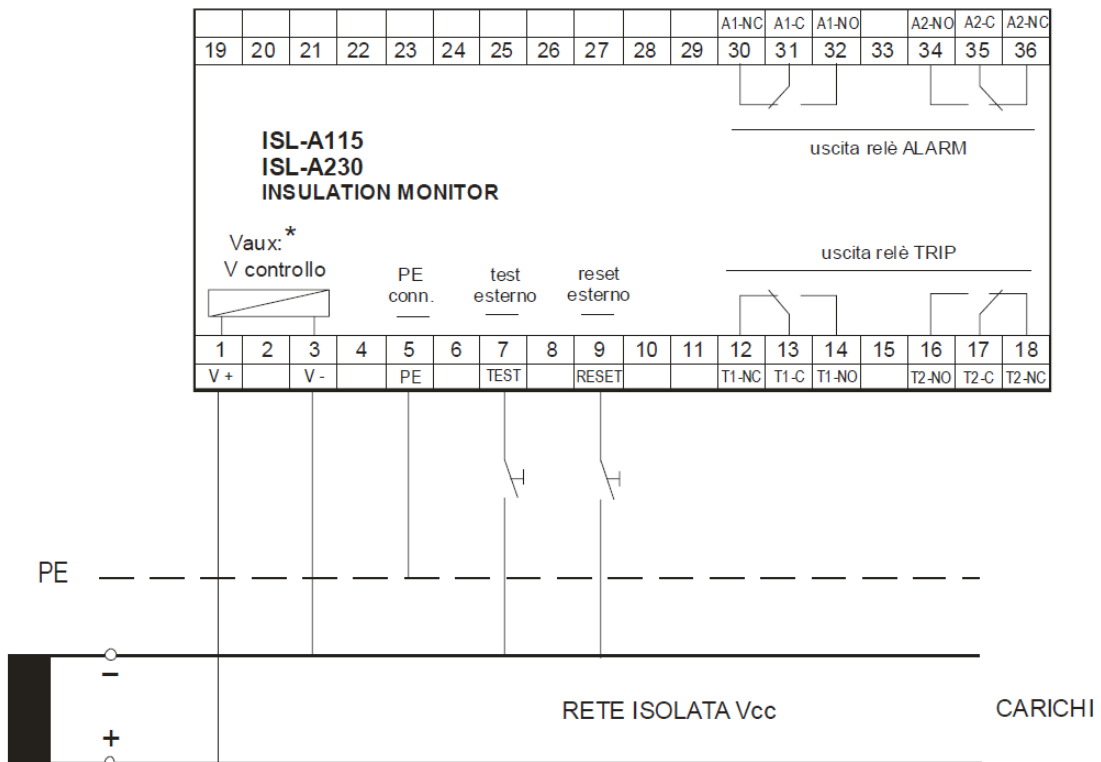 A1-NC A1-C A1-NO A2-NO A2-C A2-NC
19 20 21 22 23 24 25 26 27 28 29 30 31 32 33 34 35 36
ISL-A115
ISL-A230
INSULATION MONITOR
uscita relè ALARM
Vaux:*
V controllo
PE
conn.
test
esterno
reset
esterno
uscita relè TRIP
1 2 3 4 5 6 7 8 9 10 11 12 13 14 15 16 17 18
V + V - PE TEST RESET T1-NC T1-C T1-NO T2-NO T2-C T2-NC
PE
−
RETE ISOLATA Vcc
CARICHI
+